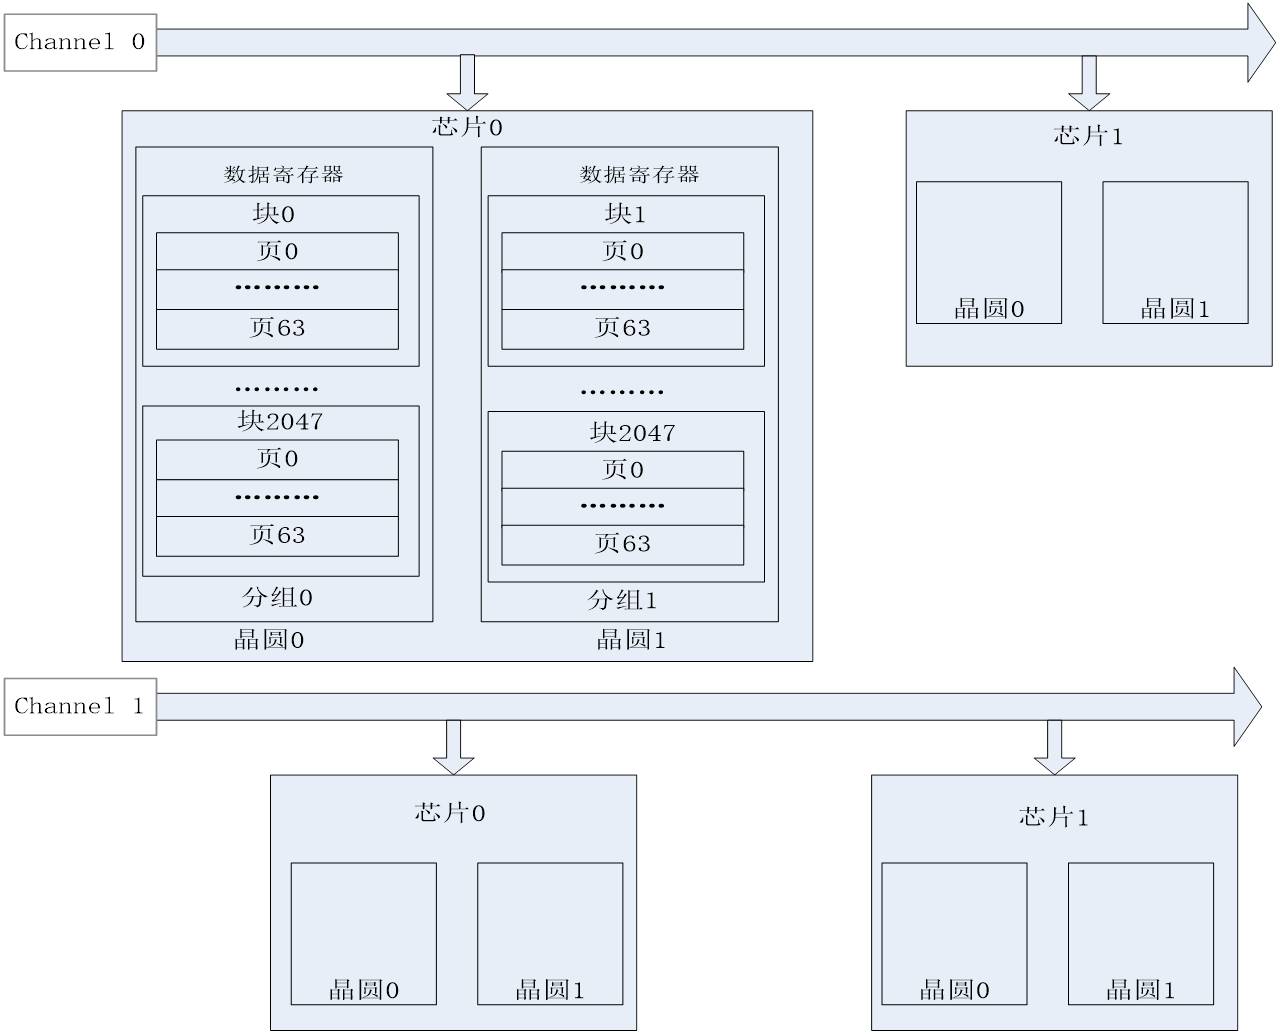 Channel 0
芯片0
数据寄存器
块0
页0
………
页63
………
块2047
页0
………
页63
分组0
晶圆0
数据寄存器
块1
页0
………
页63
………
块2047
页0
………
页63
分组1
晶圆1
芯片1
晶圆0
晶圆1
Channel 1
芯片0
晶圆0
晶圆1
芯片1
晶圆0
晶圆1